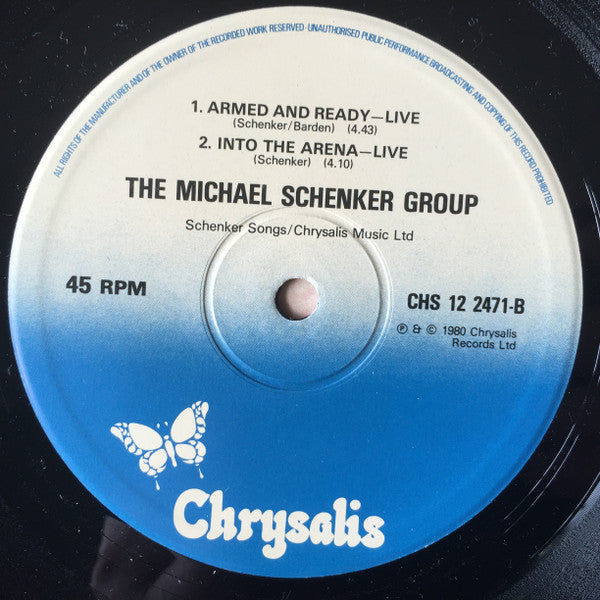 ALL RIGHTS OF THE MANUFACTURER AND OF THE OWNER OF THE RECORDED WORK RESERVED · UNAUTHORISED PUBLIC PERFORMANCE BROADCASTING AND COPYING OF THIS RECORD PROHIBITED
1. ARMED AND READY—LIVE
(Schenker/Barden) (4.43)
2. INTO THE ARENA—LIVE
(Schenker) (4.10)
THE MICHAEL SCHENKER GROUP
Schenker Songs/Chrysalis Music Ltd
45 RPM
CHS 12 2471-B
℗ & © 1980 Chrysalis
Records Ltd
Chrysalis